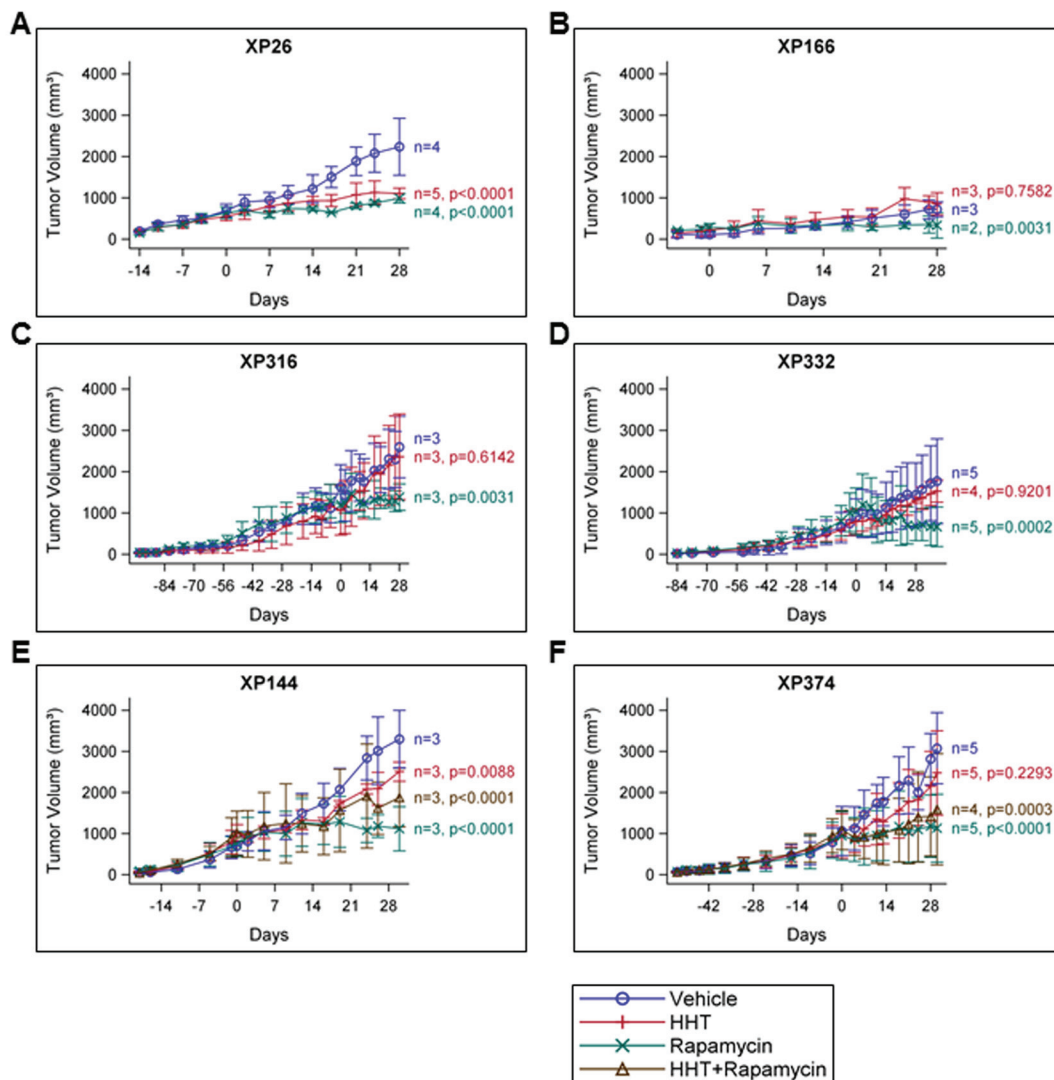 A
XP26
Tumor Volume (mm³)
4000
3000
2000
1000
0
n=4
n=5, p<0.0001
n=4, p<0.0001
-14 -7 0 7 14 21 28
Days
B
XP166
Tumor Volume (mm³)
4000
3000
2000
1000
0
n=3, p=0.7582
n=3
n=2, p=0.0031
0 7 14 21 28
Days
C
XP316
Tumor Volume (mm³)
4000
3000
2000
1000
0
n=3
n=3, p=0.6142
n=3, p=0.0031
-84 -70 -56 -42 -28 -14 0 14 28
Days
D
XP332
Tumor Volume (mm³)
4000
3000
2000
1000
0
n=5
n=4, p=0.9201
n=5, p=0.0002
-84 -70 -56 -42 -28 -14 0 14 28
Days
E
XP144
Tumor Volume (mm³)
4000
3000
2000
1000
0
n=3
n=3, p=0.0088
n=3, p<0.0001
n=3, p<0.0001
-14 -7 0 7 14 21 28
Days
F
XP374
Tumor Volume (mm³)
4000
3000
2000
1000
0
n=5
n=5, p=0.2293
n=4, p=0.0003
n=5, p<0.0001
-42 -28 -14 0 14 28
Days
Vehicle
HHT
Rapamycin
HHT+Rapamycin